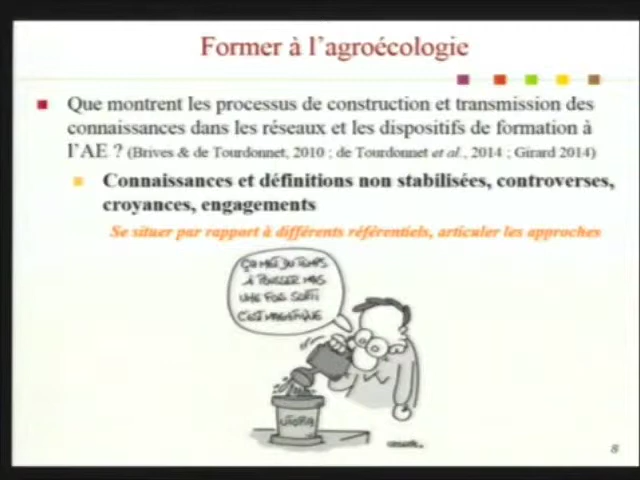 Former à l'agroécologie
Que montrent les processus de construction et transmission des
connaissances dans les réseaux et les dispositifs de formation à
l'AE ? (Brives & de Tourdonnet, 2010 ; de Tourdonnet et al., 2014 ; Girard 2014)
Connaissances et définitions non stabilisées, controverses,
croyances, engagements
Se situer par rapport à différents référentiels, articuler les approches
ÇA MET DU TEMPS
À POUSSER MAIS
UNE FOIS SORTI
C'EST MAGNIFIQUE
UTOPIA
8